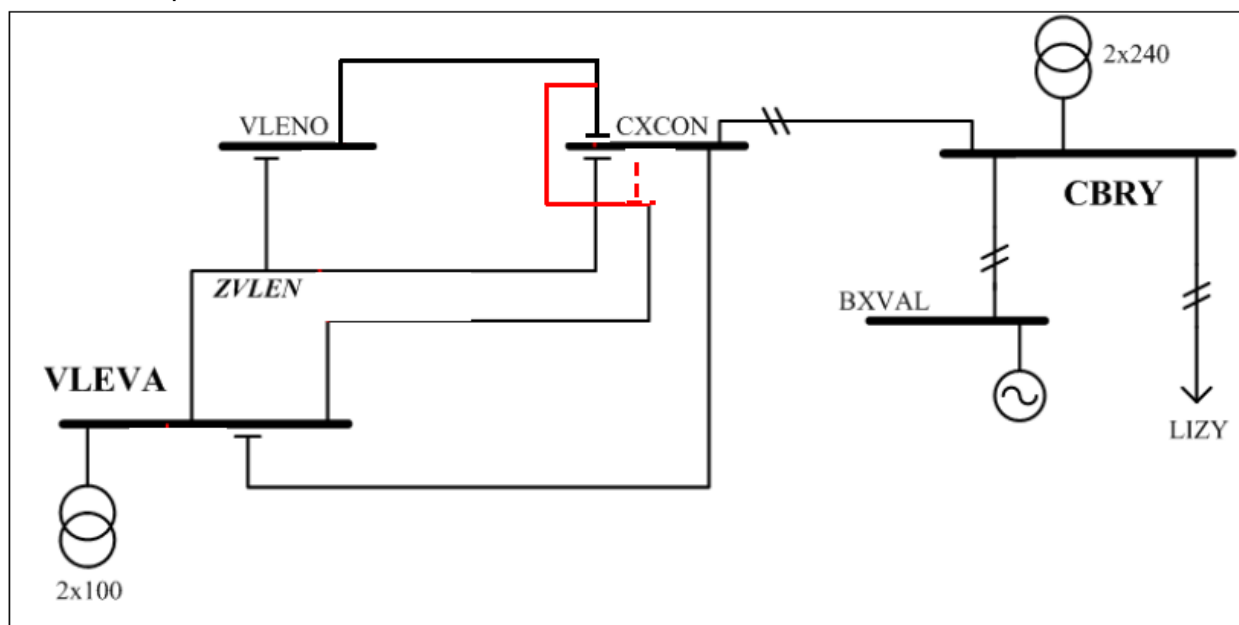 2x240
VLENO
CXCON
CBRY
ZVLEN
BXVAL
VLEVA
LIZY
2x100